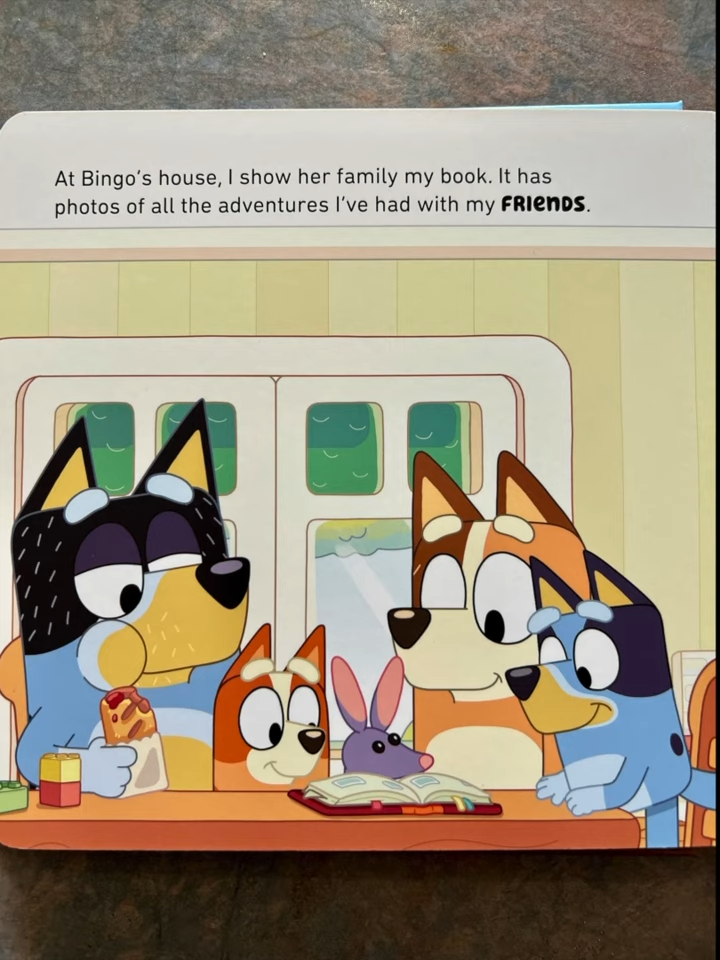 At Bingo's house, I show her family my book. It has
photos of all the adventures I've had with my FRIENDS.